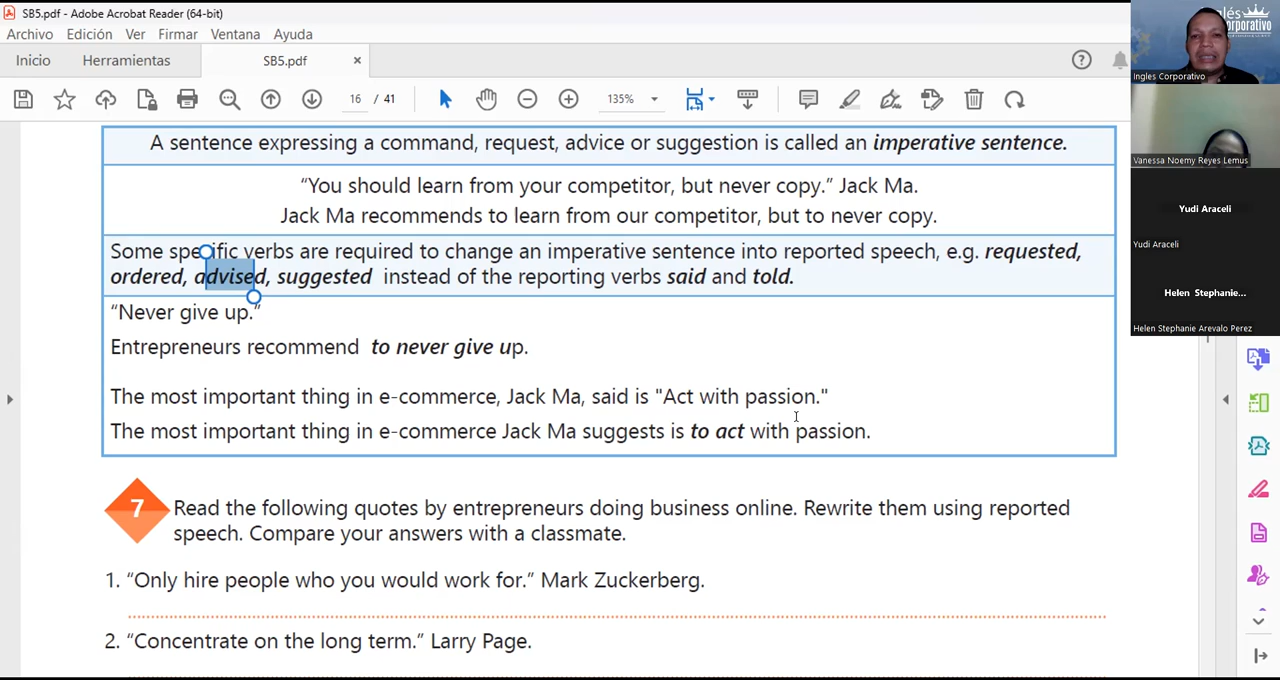 SB5.pdf - Adobe Acrobat Reader (64-bit)
Archivo Edición Ver Firmar Ventana Ayuda
Inicio Herramientas SB5.pdf ×
16 / 41 135%
A sentence expressing a command, request, advice or suggestion is called an imperative sentence.
“You should learn from your competitor, but never copy.” Jack Ma.
Jack Ma recommends to learn from our competitor, but to never copy.
Some specific verbs are required to change an imperative sentence into reported speech, e.g. requested,
ordered, advised, suggested instead of the reporting verbs said and told.
“Never give up.”
Entrepreneurs recommend to never give up.
The most important thing in e-commerce, Jack Ma, said is "Act with passion."
The most important thing in e-commerce Jack Ma suggests is to act with passion.
7
Read the following quotes by entrepreneurs doing business online. Rewrite them using reported
speech. Compare your answers with a classmate.
1. “Only hire people who you would work for.” Mark Zuckerberg.
2. “Concentrate on the long term.” Larry Page.
Ingles Corporativo
Vanessa Noemy Reyes Lemus
Yudi Araceli
Yudi Araceli
Helen Stephanie...
Helen Stephanie Arevalo Perez